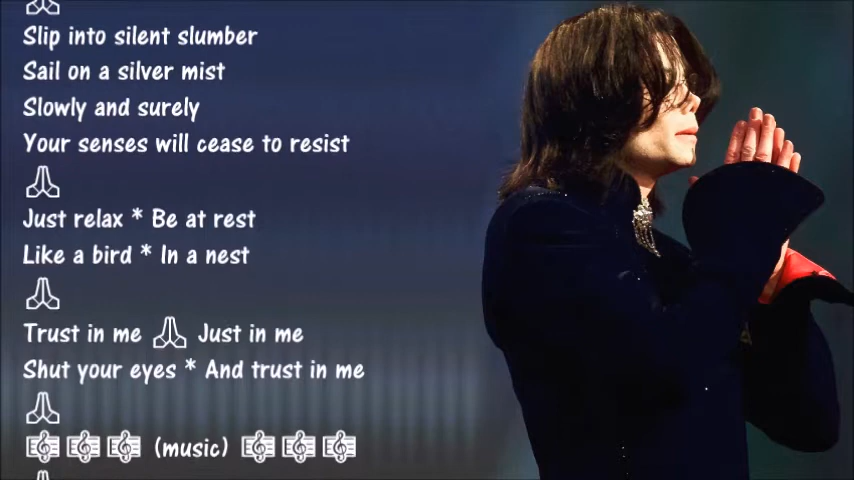 Slip into silent slumber
Sail on a silver mist
Slowly and surely
Your senses will cease to resist
Just relax * Be at rest
Like a bird * In a nest
Trust in me 🙏 Just in me
Shut your eyes * And trust in me
(music)